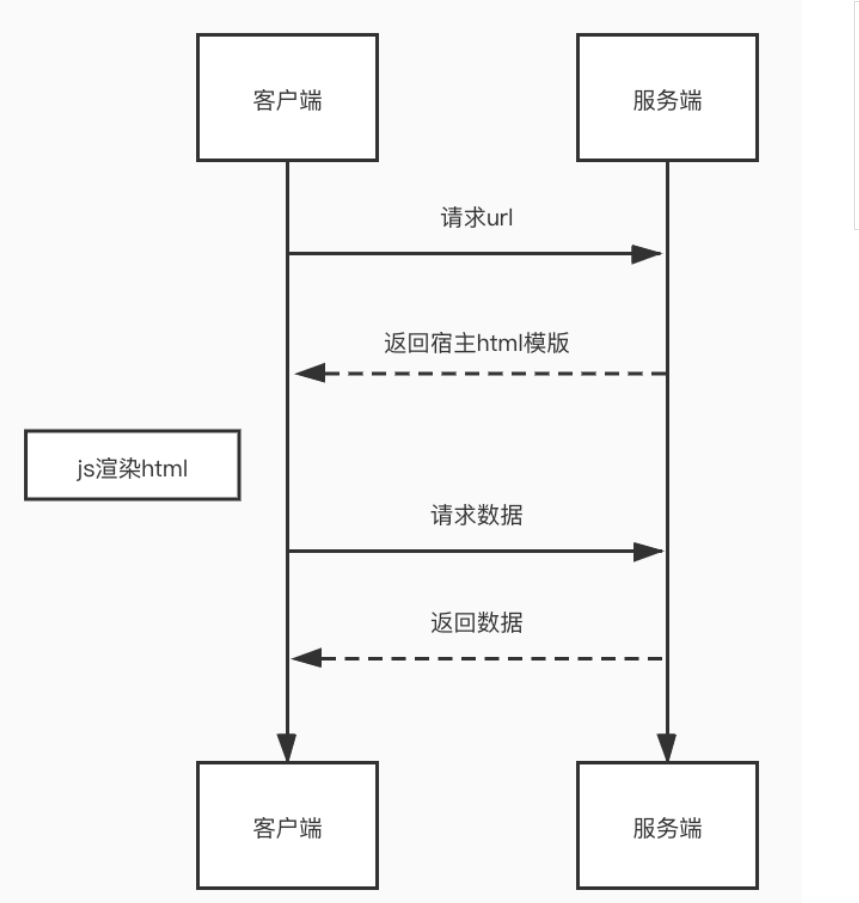 客户端
服务端
请求url
返回宿主html模版
js渲染html
请求数据
返回数据
客户端
服务端